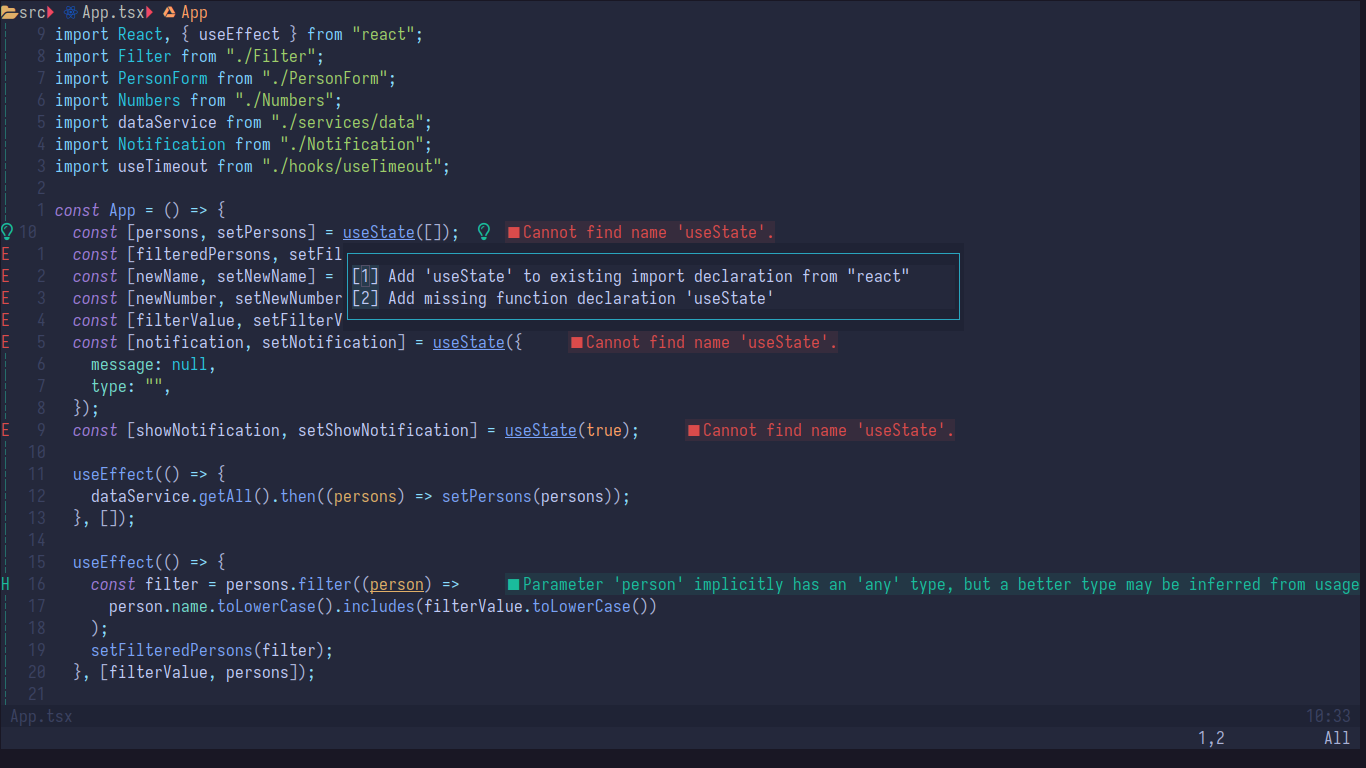 src App.tsx App
9 import React, { useEffect } from "react";
8 import Filter from "./Filter";
7 import PersonForm from "./PersonForm";
6 import Numbers from "./Numbers";
5 import dataService from "./services/data";
4 import Notification from "./Notification";
3 import useTimeout from "./hooks/useTimeout";
2
1 const App = () => {
10 const [persons, setPersons] = useState([]); Cannot find name 'useState'.
E 1 const [filteredPersons, setFil
E 2 const [newName, setNewName] =
[1] Add 'useState' to existing import declaration from "react"
E 3 const [newNumber, setNewNumber
[2] Add missing function declaration 'useState'
E 4 const [filterValue, setFilterV
E 5 const [notification, setNotification] = useState({ Cannot find name 'useState'.
6 message: null,
7 type: "",
8 });
E 9 const [showNotification, setShowNotification] = useState(true); Cannot find name 'useState'.
10
11 useEffect(() => {
12 dataService.getAll().then((persons) => setPersons(persons));
13 }, []);
14
15 useEffect(() => {
H 16 const filter = persons.filter((person) => Parameter 'person' implicitly has an 'any' type, but a better type may be inferred from usage
17 person.name.toLowerCase().includes(filterValue.toLowerCase())
18 );
19 setFilteredPersons(filter);
20 }, [filterValue, persons]);
21
App.tsx 10:33
1,2 All